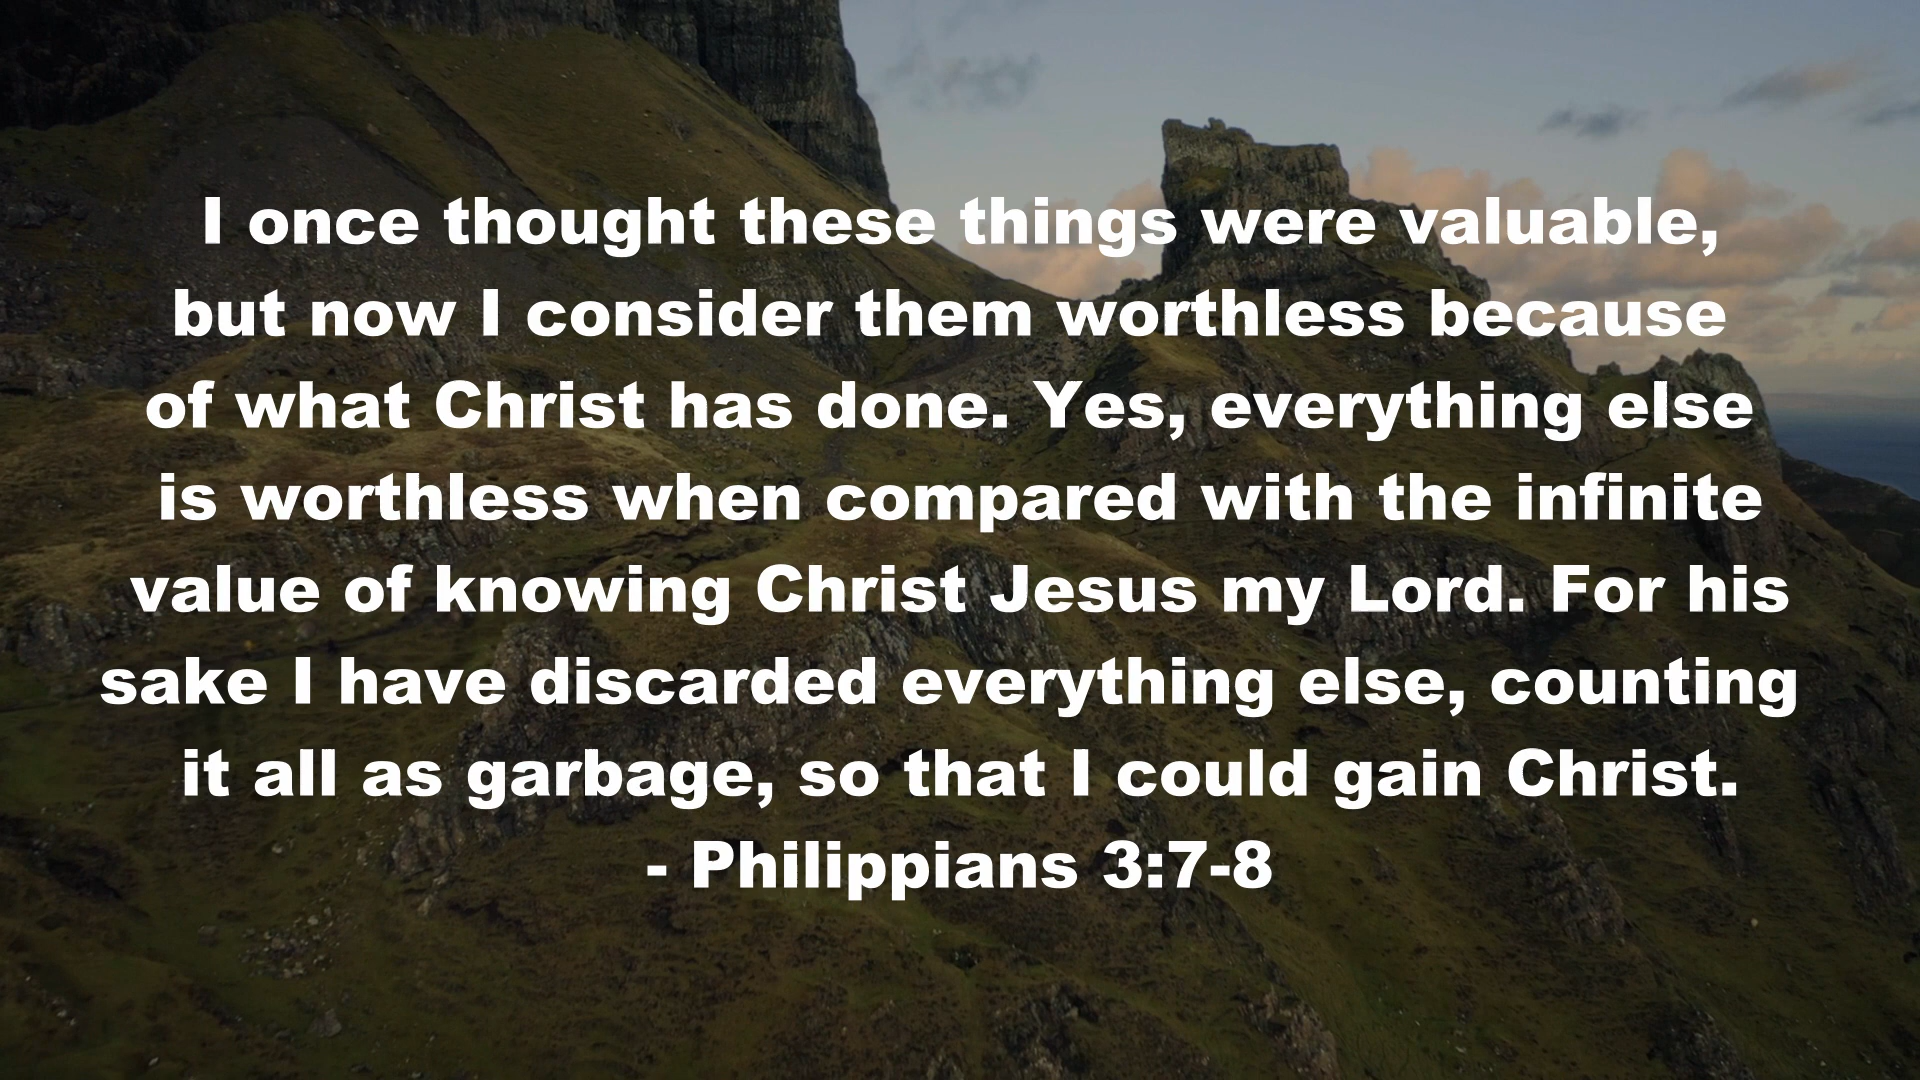 I once thought these things were valuable,
but now I consider them worthless because
of what Christ has done. Yes, everything else
is worthless when compared with the infinite
value of knowing Christ Jesus my Lord. For his
sake I have discarded everything else, counting
it all as garbage, so that I could gain Christ.
- Philippians 3:7-8